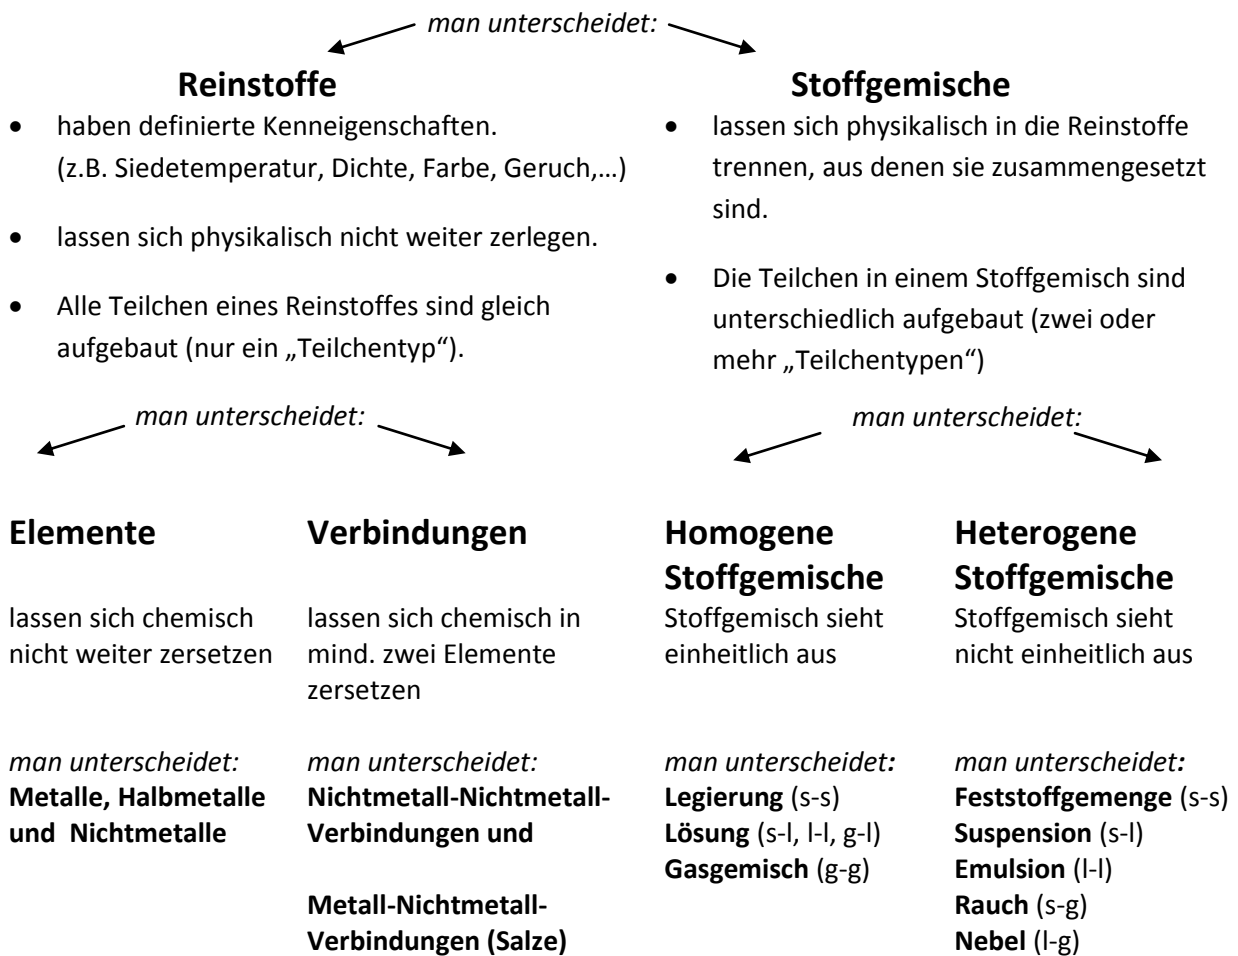 man unterscheidet:
Reinstoffe
• haben definierte Kenneigenschaften.
(z.B. Siedetemperatur, Dichte, Farbe, Geruch,…)
• lassen sich physikalisch nicht weiter zerlegen.
• Alle Teilchen eines Reinstoffes sind gleich
aufgebaut (nur ein „Teilchentyp“).
Stoffgemische
• lassen sich physikalisch in die Reinstoffe
trennen, aus denen sie zusammengesetzt
sind.
• Die Teilchen in einem Stoffgemisch sind
unterschiedlich aufgebaut (zwei oder
mehr „Teilchentypen“)
man unterscheidet:
man unterscheidet:
Elemente
lassen sich chemisch
nicht weiter zersetzen
man unterscheidet:
Metalle, Halbmetalle
und Nichtmetalle
Verbindungen
lassen sich chemisch in
mind. zwei Elemente
zersetzen
man unterscheidet:
Nichtmetall-Nichtmetall-
Verbindungen und
Metall-Nichtmetall-
Verbindungen (Salze)
Homogene
Stoffgemische
Stoffgemisch sieht
einheitlich aus
man unterscheidet:
Legierung (s-s)
Lösung (s-l, l-l, g-l)
Gasgemisch (g-g)
Heterogene
Stoffgemische
Stoffgemisch sieht
nicht einheitlich aus
man unterscheidet:
Feststoffgemenge (s-s)
Suspension (s-l)
Emulsion (l-l)
Rauch (s-g)
Nebel (l-g)